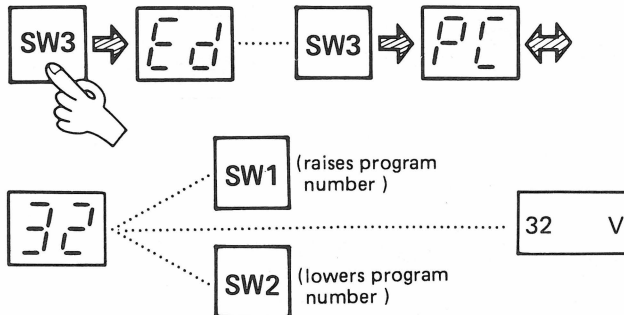 SW3 Ed SW3 PC
SW1 (raises program
number )
32 32 V
SW2 (lowers program
number )